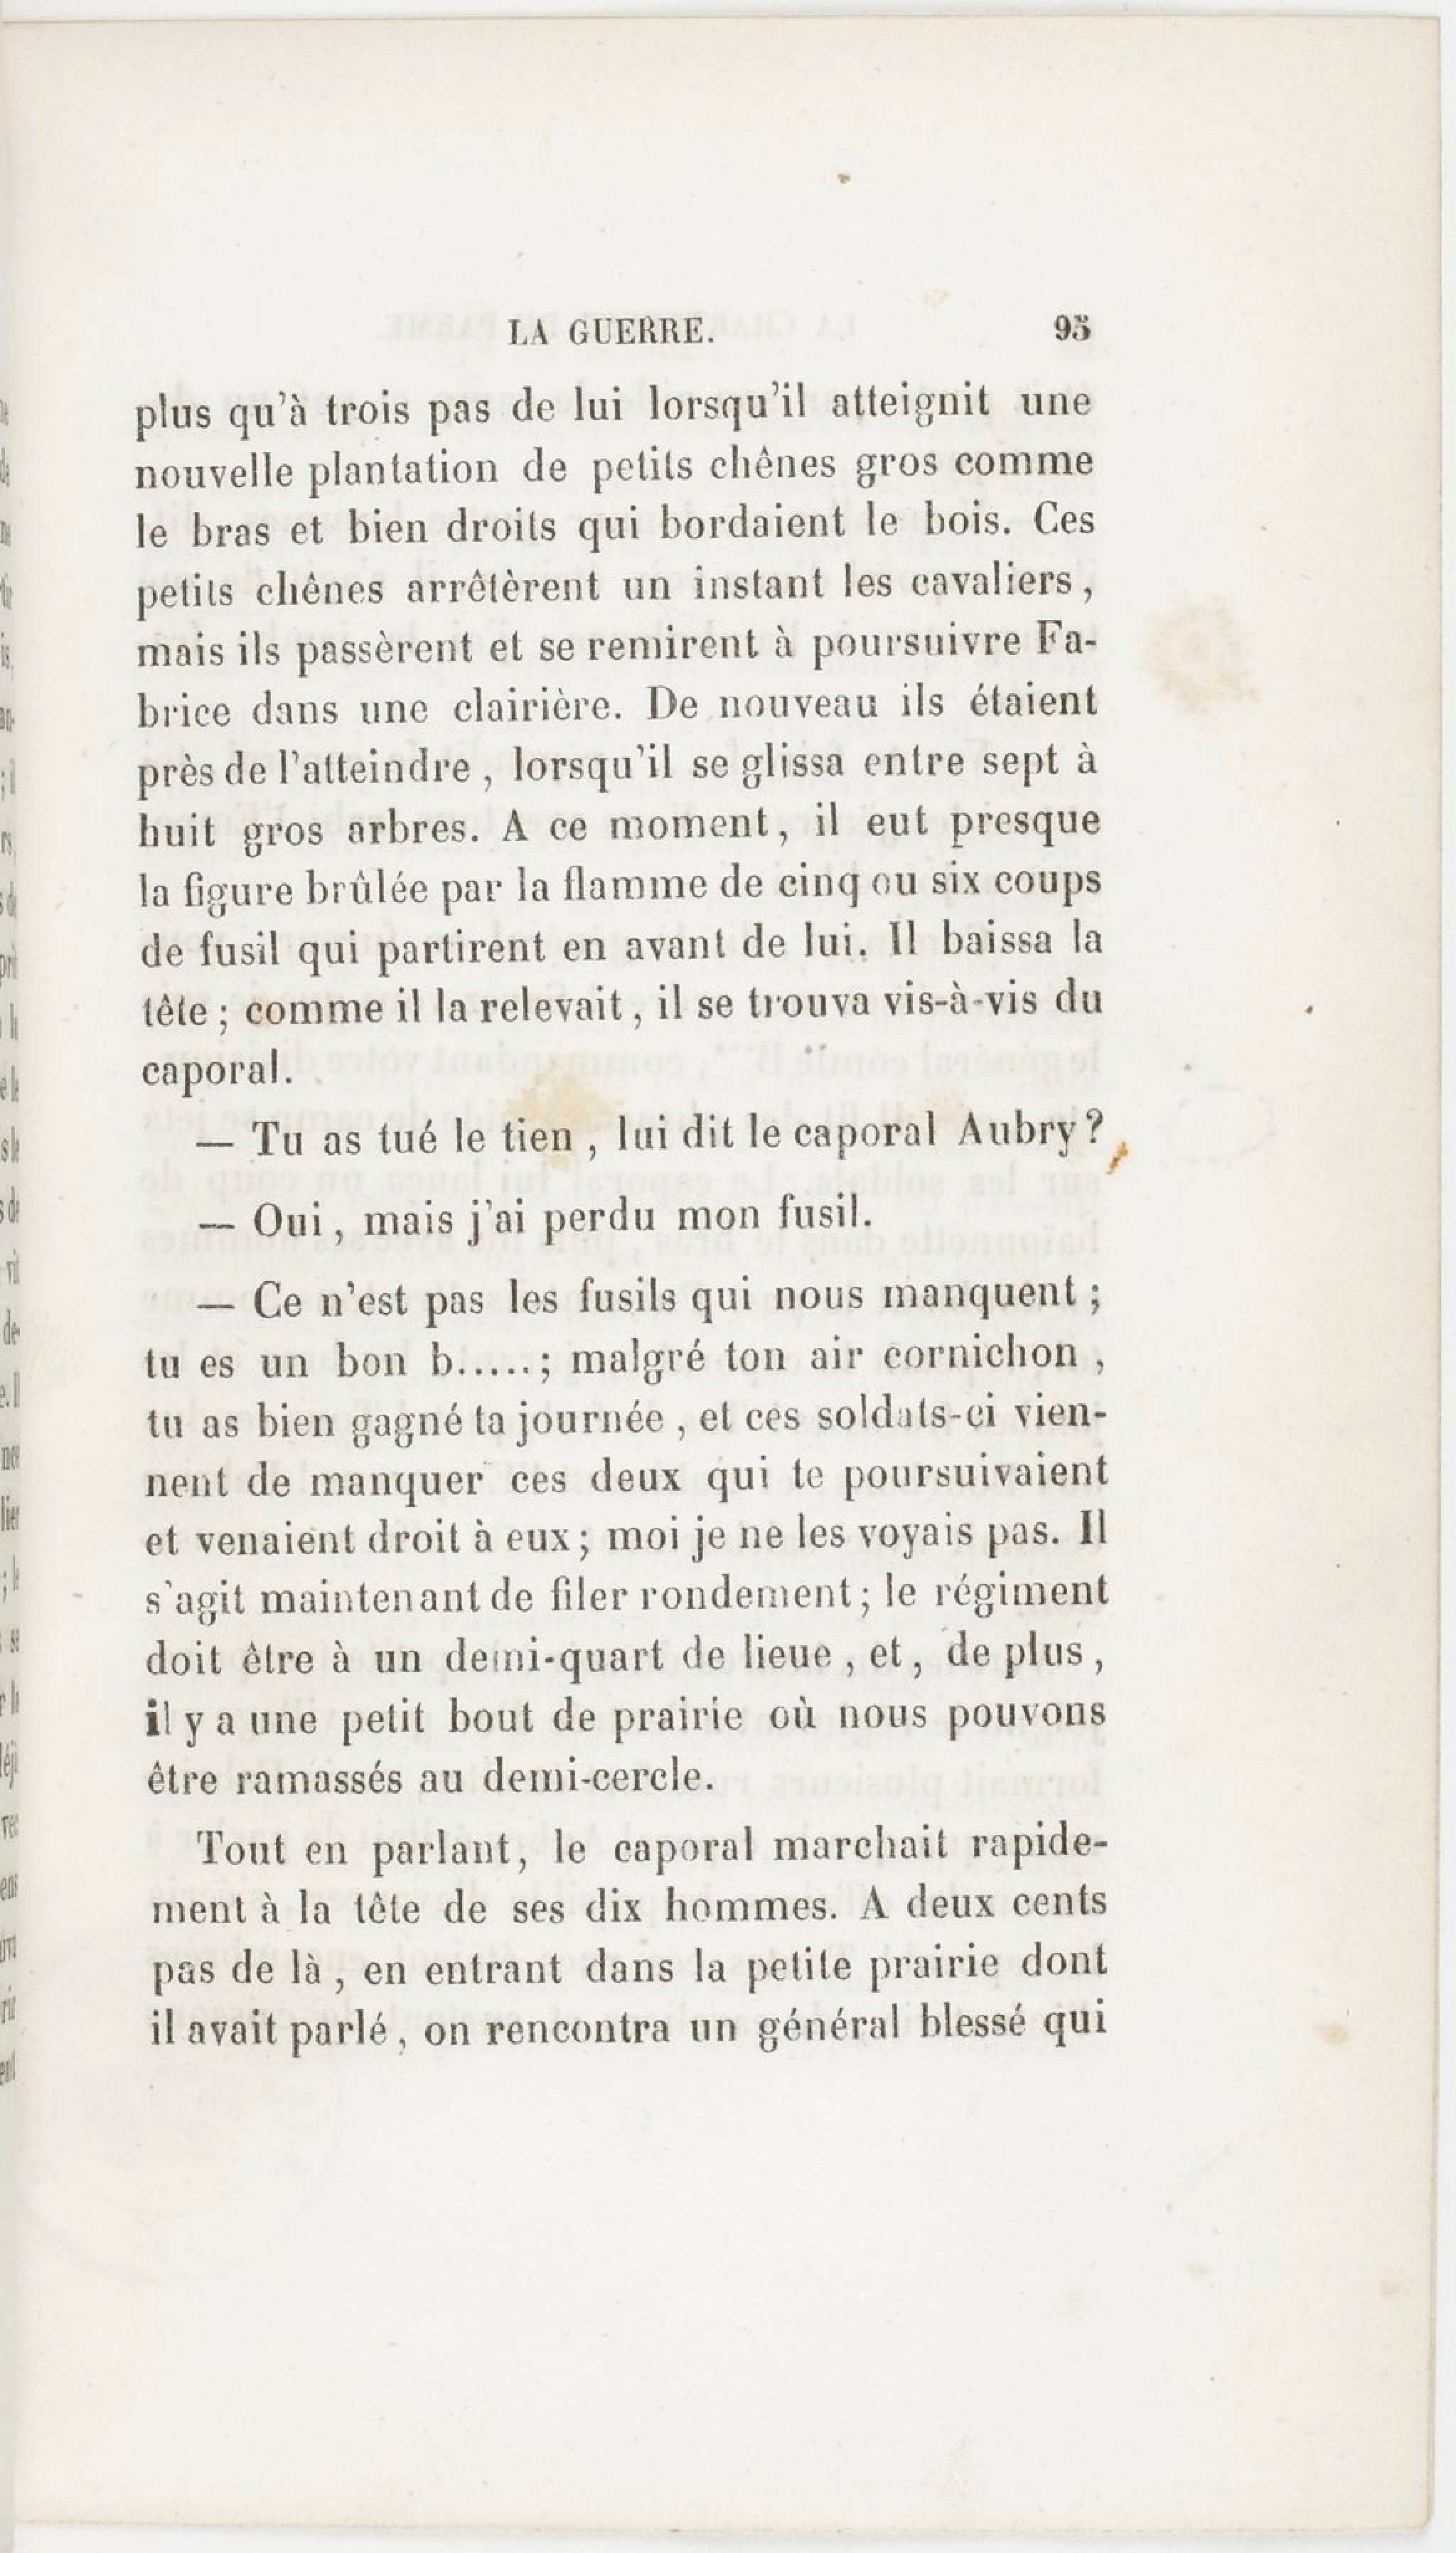 LA GUERRE. 95
plus qu'à trois pas de lui lorsqu'il atteignit une
nouvelle plantation de petits chênes gros comme
le bras et bien droits qui bordaient le bois. Ces
petits chênes arrêtèrent un instant les cavaliers,
mais ils passèrent et se remirent à poursuivre Fa-
brice dans une clairière. De nouveau ils étaient
près de l'atteindre, lorsqu'il se glissa entre sept à
huit gros arbres. A ce moment, il eut presque
la figure brûlée par la flamme de cinq ou six coups
de fusil qui partirent en avant de lui. Il baissa la
tête ; comme il la relevait, il se trouva vis-à-vis du
caporal.
— Tu as tué le tien, lui dit le caporal Aubry?
— Oui, mais j'ai perdu mon fusil.
— Ce n'est pas les fusils qui nous manquent ;
tu es un bon b.....; malgré ton air cornichon,
tu as bien gagné ta journée, et ces soldats-ci vien-
nent de manquer ces deux qui te poursuivaient
et venaient droit à eux ; moi je ne les voyais pas. Il
s'agit maintenant de filer rondement ; le régiment
doit être à un demi-quart de lieue, et, de plus,
il y a une petit bout de prairie où nous pouvons
être ramassés au demi-cercle.
Tout en parlant, le caporal marchait rapide-
ment à la tête de ses dix hommes. A deux cents
pas de là, en entrant dans la petite prairie dont
il avait parlé, on rencontra un général blessé qui